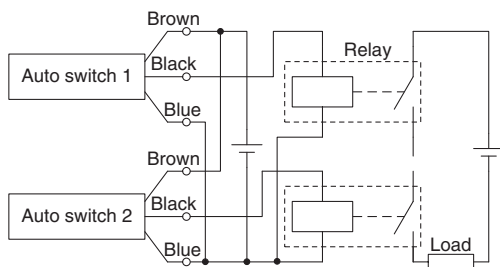 Brown
Relay
Auto switch 1
Black
Blue
Brown
Auto switch 2
Black
Blue
Load